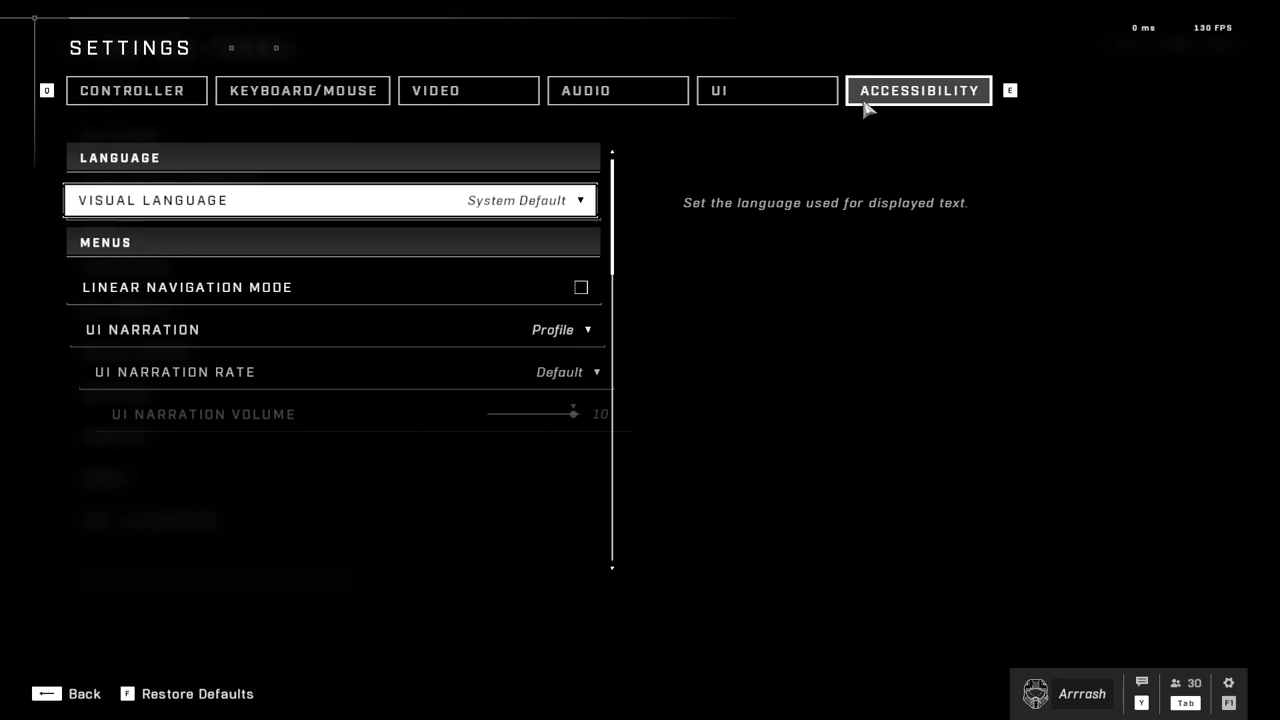 0 ms 130 FPS
SETTINGS
Q CONTROLLER KEYBOARD/MOUSE VIDEO AUDIO UI ACCESSIBILITY E
LANGUAGE
VISUAL LANGUAGE System Default
Set the language used for displayed text.
MENUS
LINEAR NAVIGATION MODE
UI NARRATION Profile
UI NARRATION RATE Default
UI NARRATION VOLUME 10
Back F Restore Defaults
Arrrash Y 30 Tab F1